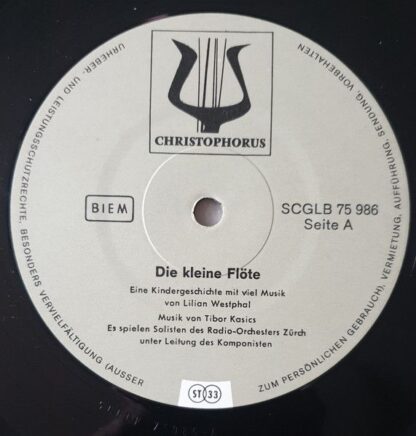 CHRISTOPHORUS
BIEM
SCGLB 75 986
Seite A
Die kleine Flöte
Eine Kindergeschichte mit viel Musik
von Lilian Westphal
Musik von Tibor Kasics
Es spielen Solisten des Radio-Orchesters Zürch
unter Leitung des Komponisten
ST 33
URHEBER- UND LEISTUNGSSCHUTZRECHTE, BESONDERS VERVIELFÄLTIGUNG (AUSSER
ZUM PERSÖNLICHEN GEBRAUCH), VERMIETUNG, AUFFÜHRUNG, SENDUNG, VORBEHALTEN